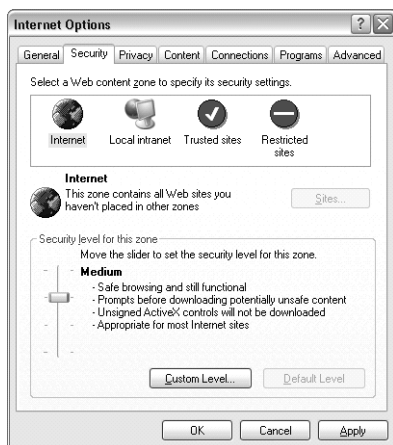 Internet Options
General Security Privacy Content Connections Programs Advanced
Select a Web content zone to specify its security settings.
Internet Local intranet Trusted sites Restricted
sites
Internet
This zone contains all Web sites you
haven't placed in other zones
Sites...
Security level for this zone
Move the slider to set the security level for this zone.
Medium
- Safe browsing and still functional
- Prompts before downloading potentially unsafe content
- Unsigned ActiveX controls will not be downloaded
- Appropriate for most Internet sites
Custom Level... Default Level
OK Cancel Apply